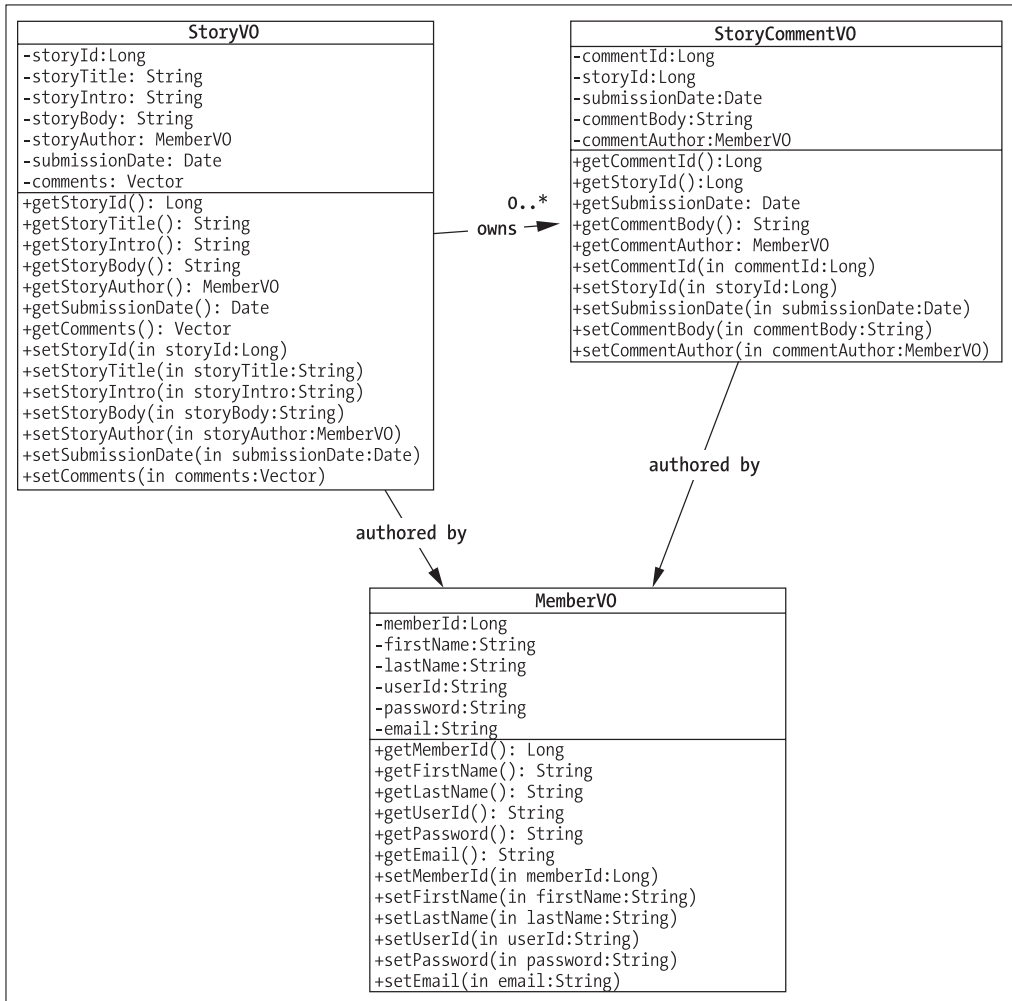 StoryVO
-storyId:Long
-storyTitle: String
-storyIntro: String
-storyBody: String
-storyAuthor: MemberVO
-submissionDate: Date
-comments: Vector
+getStoryId(): Long
+getStoryTitle(): String
+getStoryIntro(): String
+getStoryBody(): String
+getStoryAuthor(): MemberVO
+getSubmissionDate(): Date
+getComments(): Vector
+setStoryId(in storyId:Long)
+setStoryTitle(in storyTitle:String)
+setStoryIntro(in storyIntro:String)
+setStoryBody(in storyBody:String)
+setStoryAuthor(in storyAuthor:MemberVO)
+setSubmissionDate(in submissionDate:Date)
+setComments(in comments:Vector)
0..*
owns
StoryCommentVO
-commentId:Long
-storyId:Long
-submissionDate:Date
-commentBody:String
-commentAuthor:MemberVO
+getCommentId():Long
+getStoryId():Long
+getSubmissionDate: Date
+getCommentBody(): String
+getCommentAuthor: MemberVO
+setCommentId(in commentId:Long)
+setStoryId(in storyId:Long)
+setSubmissionDate(in submissionDate:Date)
+setCommentBody(in commentBody:String)
+setCommentAuthor(in commentAuthor:MemberVO)
authored by
authored by
MemberVO
-memberId:Long
-firstName:String
-lastName:String
-userId:String
-password:String
-email:String
+getMemberId(): Long
+getFirstName(): String
+getLastName(): String
+getUserId(): String
+getPassword(): String
+getEmail(): String
+setMemberId(in memberId:Long)
+setFirstName(in firstName:String)
+setLastName(in lastName:String)
+setUserId(in userId:String)
+setPassword(in password:String)
+setEmail(in email:String)